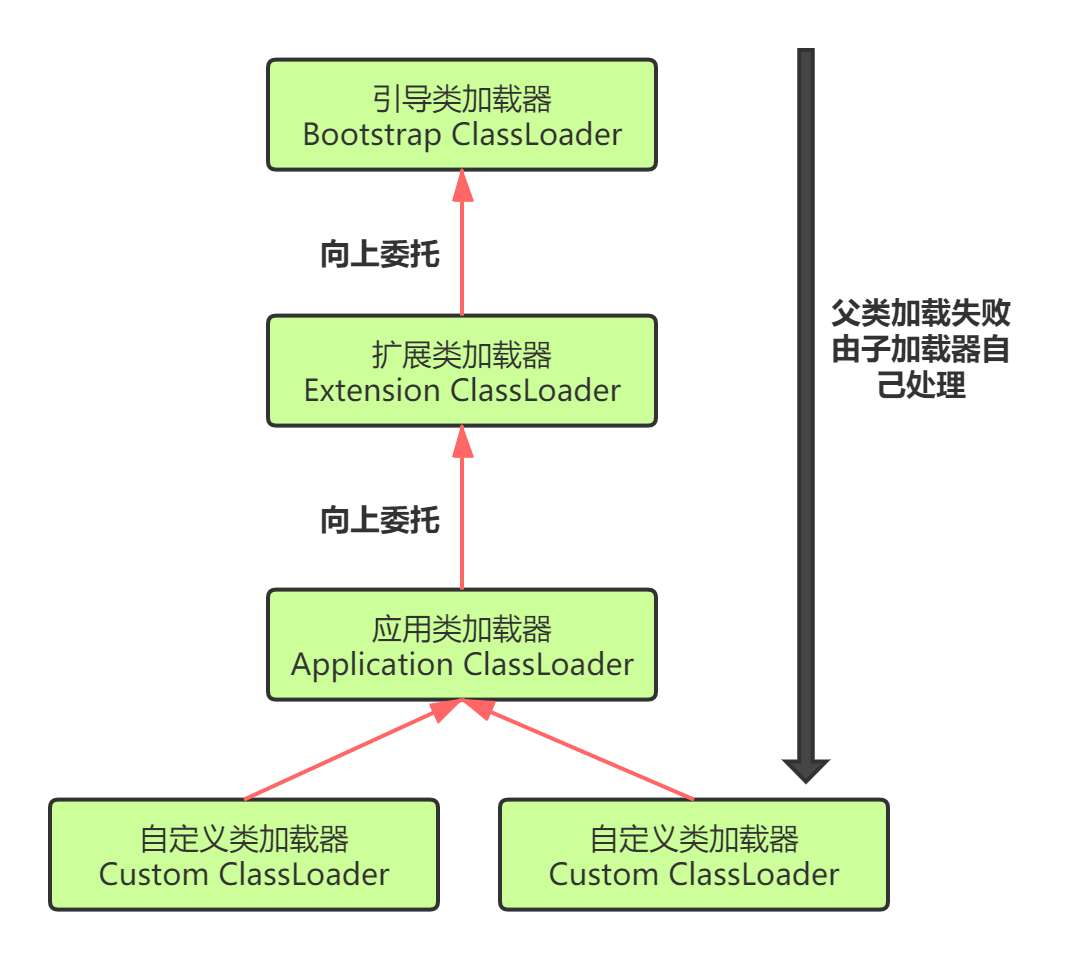 引导类加载器
Bootstrap ClassLoader
向上委托
父类加载失败
由子加载器自
己处理
扩展类加载器
Extension ClassLoader
向上委托
应用类加载器
Application ClassLoader
自定义类加载器
Custom ClassLoader
自定义类加载器
Custom ClassLoader